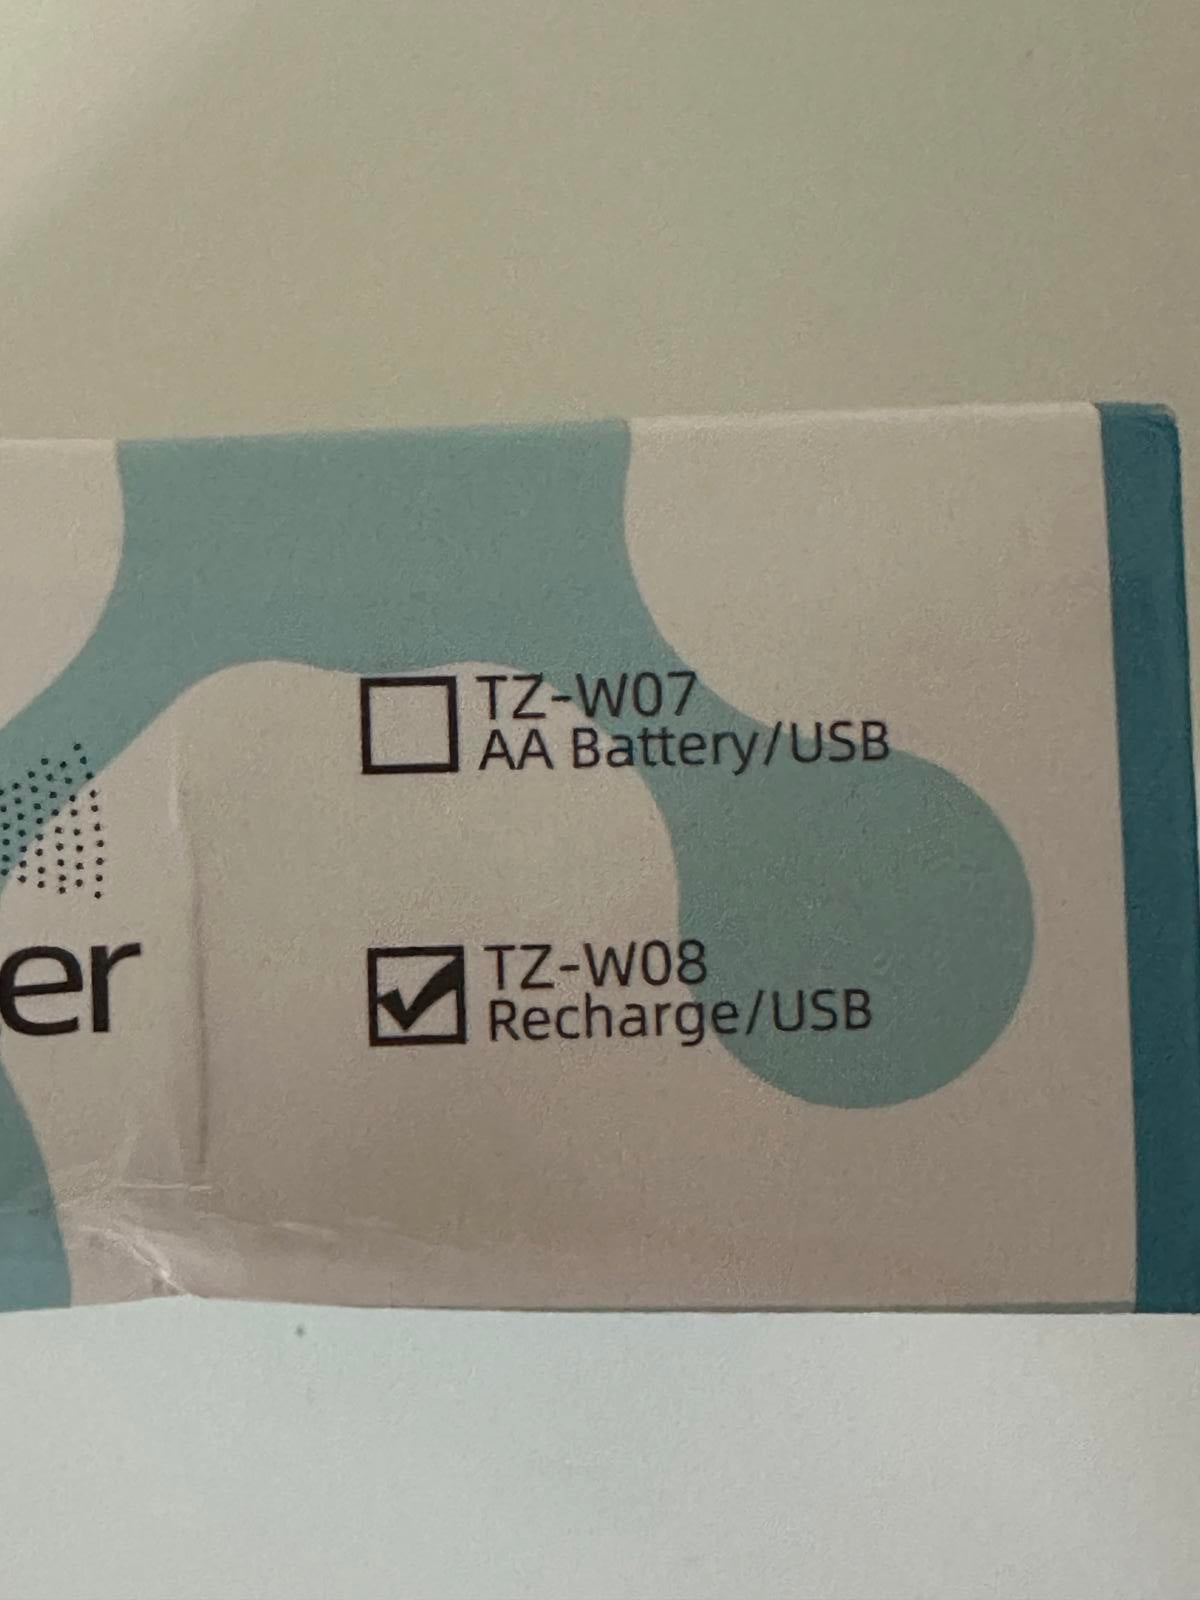 TZ-W07
AA Battery/USB
er
TZ-W08
Recharge/USB